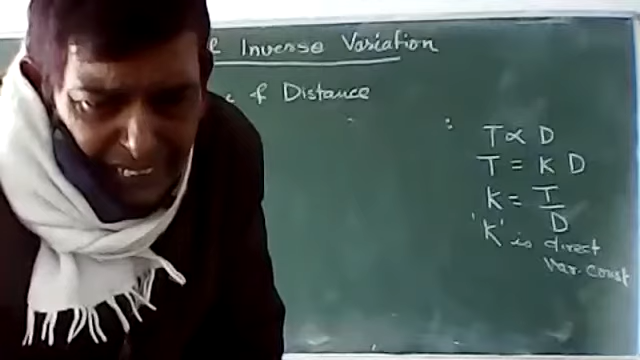 Inverse Variation
of Distance
: T ∝ D
T = K D
K = T/D
'K' is direct
Var. const